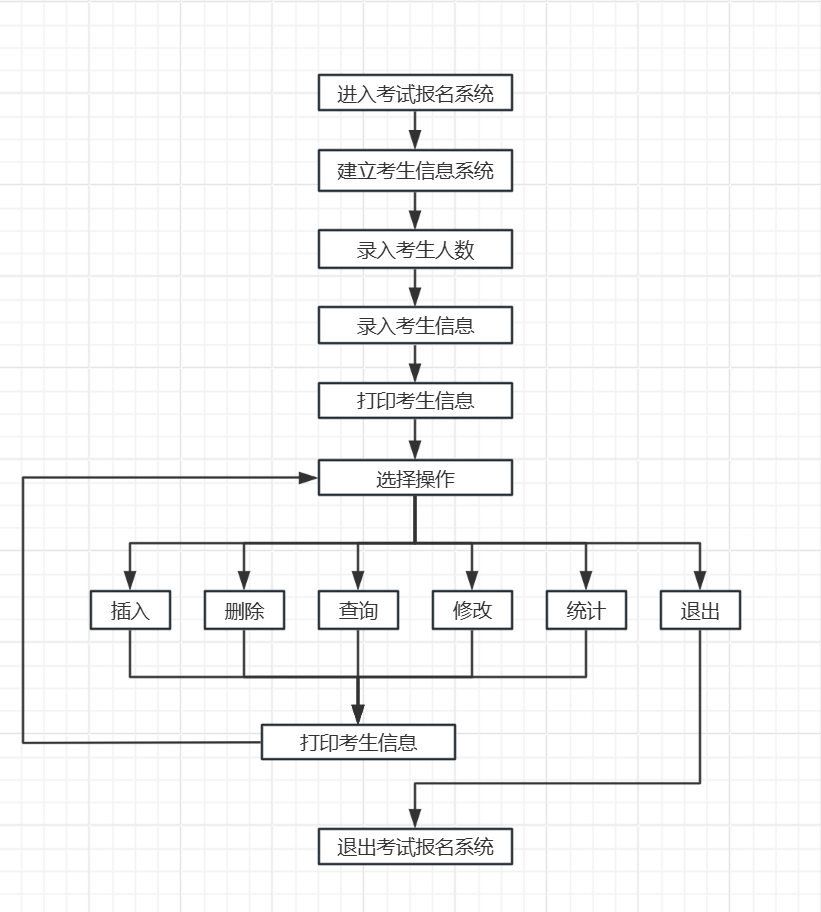 进入考试报名系统
建立考生信息系统
录入考生人数
录入考生信息
打印考生信息
选择操作
插入
删除
查询
修改
统计
退出
打印考生信息
退出考试报名系统